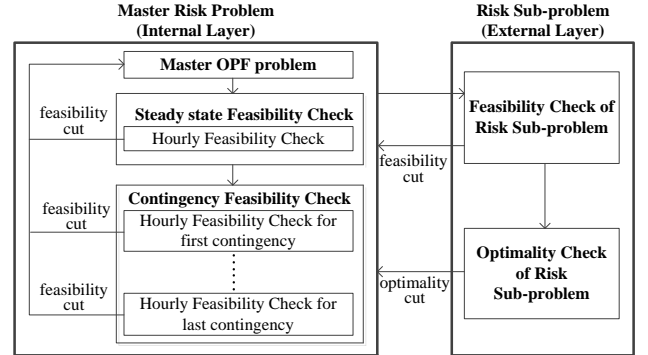 Master Risk Problem
(Internal Layer)
Master OPF problem
feasibility
cut
Steady state Feasibility Check
Hourly Feasibility Check
Contingency Feasibility Check
feasibility
cut
Hourly Feasibility Check for
first contingency
feasibility
cut
Hourly Feasibility Check for
last contingency
Risk Sub-problem
(External Layer)
Feasibility Check of
Risk Sub-problem
feasibility
cut
Optimality Check
of Risk
Sub-problem
optimality
cut